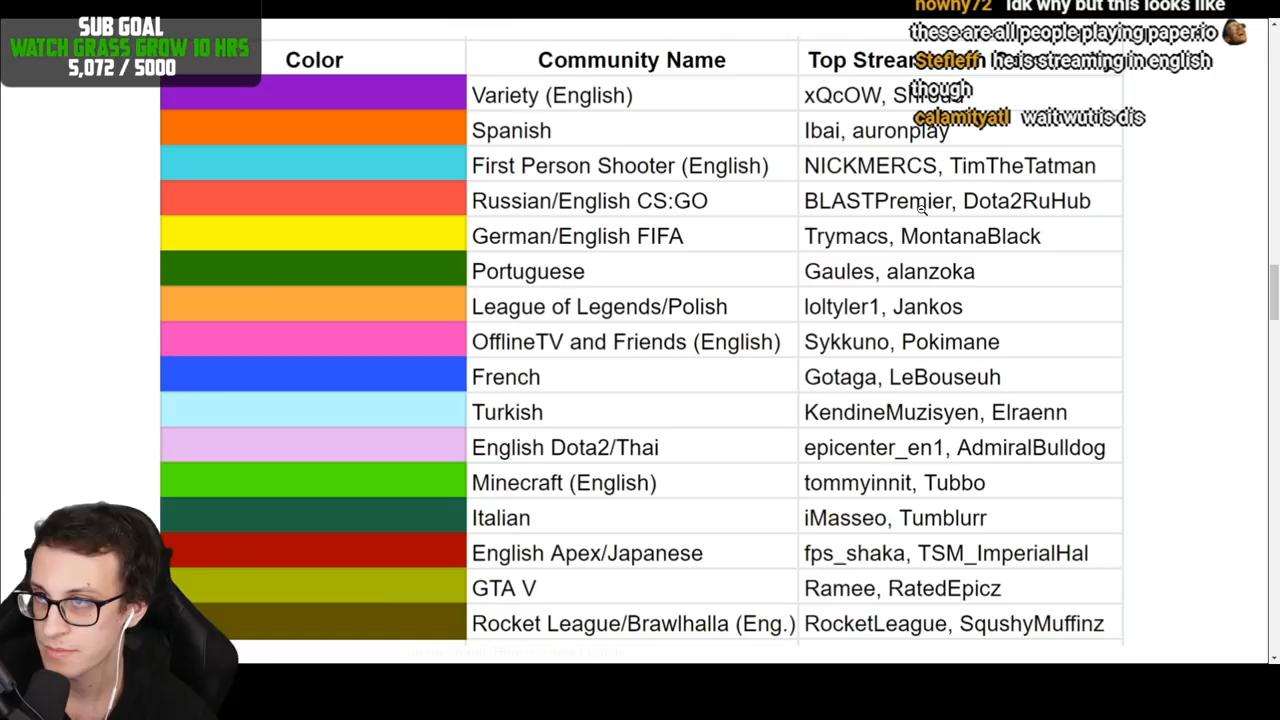 SUB GOAL
WATCH GRASS GROW 10 HRS
5,072 / 5000
howhy72 Idk why but this looks like
these are all people playing paper.io
Stefleff he is streaming in english
though
calamityatl wait wut is dis
Color Community Name Top Stream
Variety (English) xQcOW, Shroud
Spanish Ibai, auronplay
First Person Shooter (English) NICKMERCS, TimTheTatman
Russian/English CS:GO BLASTPremier, Dota2RuHub
German/English FIFA Trymacs, MontanaBlack
Portuguese Gaules, alanzoka
League of Legends/Polish loltyler1, Jankos
OfflineTV and Friends (English) Sykkuno, Pokimane
French Gotaga, LeBouseuh
Turkish KendineMuzisyen, Elraenn
English Dota2/Thai epicenter_en1, AdmiralBulldog
Minecraft (English) tommyinnit, Tubbo
Italian iMasseo, Tumblurr
English Apex/Japanese fps_shaka, TSM_ImperialHal
GTA V Ramee, RatedEpicz
Rocket League/Brawlhalla (Eng.) RocketLeague, SqushyMuffinz